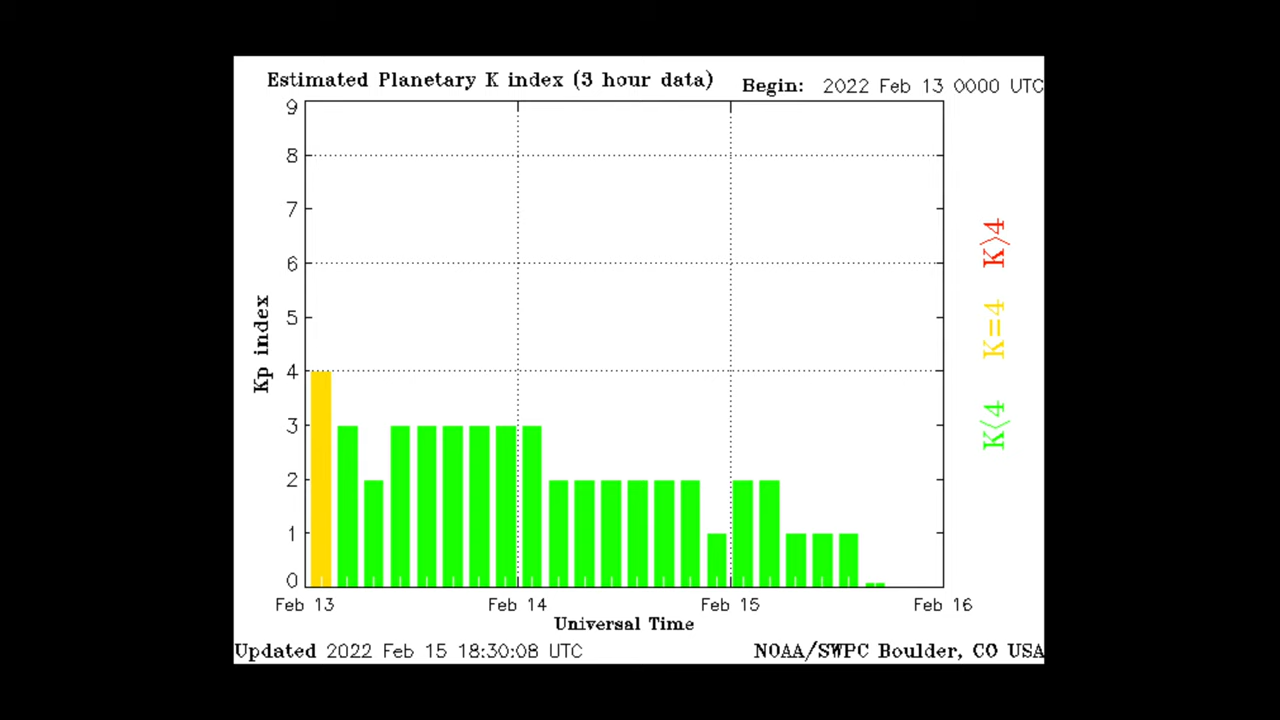 Estimated Planetary K index (3 hour data)
Begin: 2022 Feb 13 0000 UTC
9
8
7
6
5
4
3
2
1
0
Kp index
K>4
K=4
K<4
Feb 13 Feb 14 Feb 15 Feb 16
Universal Time
Updated 2022 Feb 15 18:30:08 UTC
NOAA/SWPC Boulder, CO USA